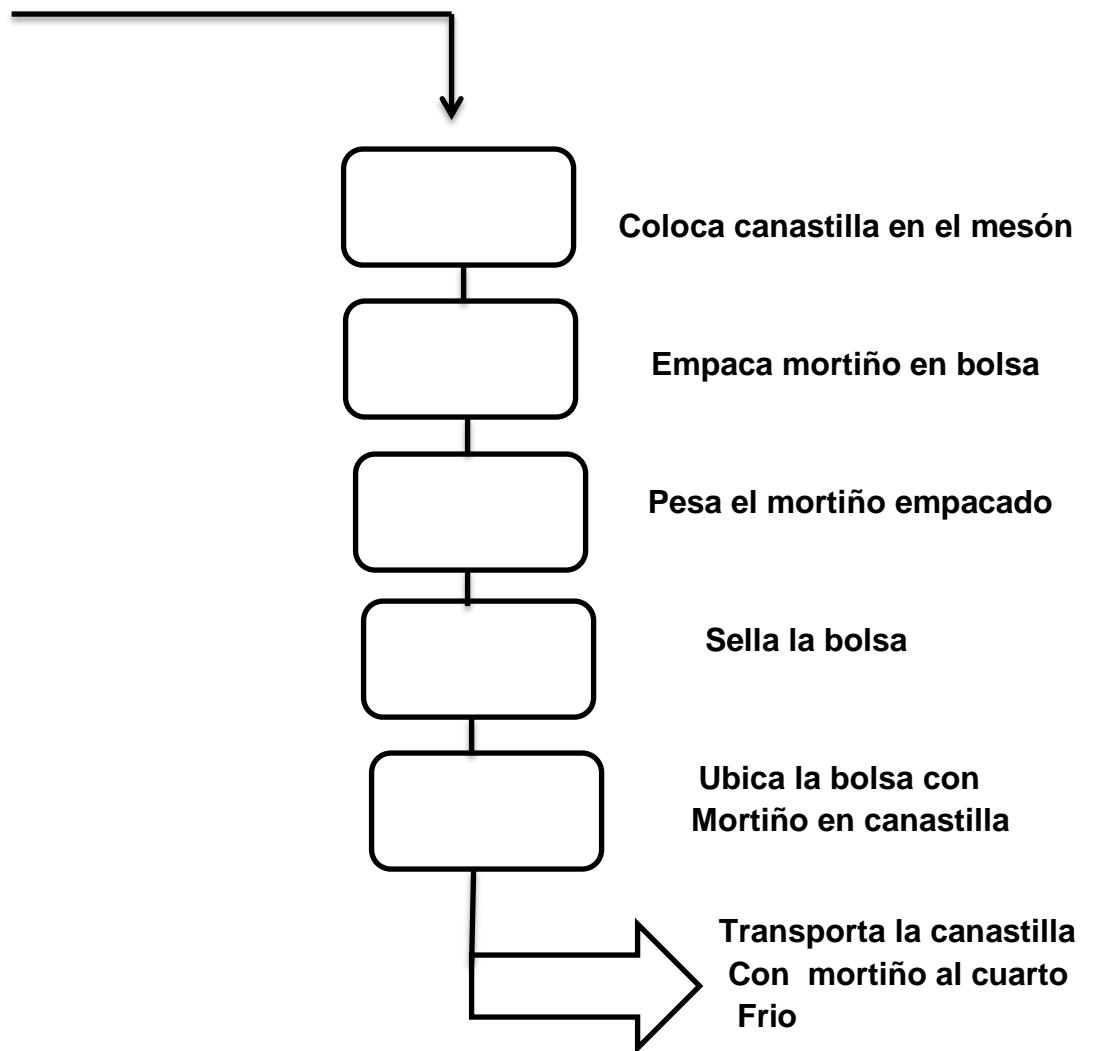 Coloca canastilla en el mesón
Empaca mortiño en bolsa
Pesa el mortiño empacado
Sella la bolsa
Ubica la bolsa con
Mortiño en canastilla
Transporta la canastilla
Con mortiño al cuarto
Frio